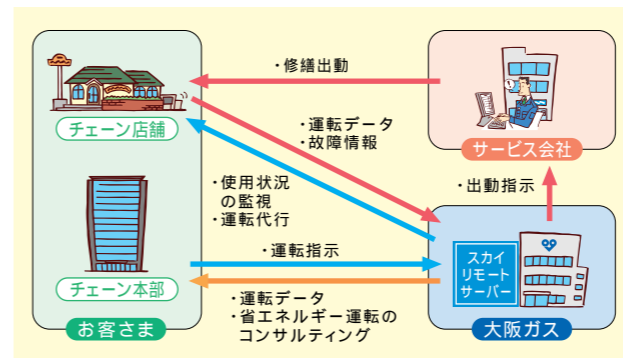 ・修繕出動
チェーン店舗
・運転データ
・故障情報
サービス会社
・使用状況
の監視
・運転代行
・出動指示
・運転指示
スカイ
リモート
サーバー
チェーン本部
・運転データ
・省エネルギー運転の
コンサルティング
お客さま
大阪ガス